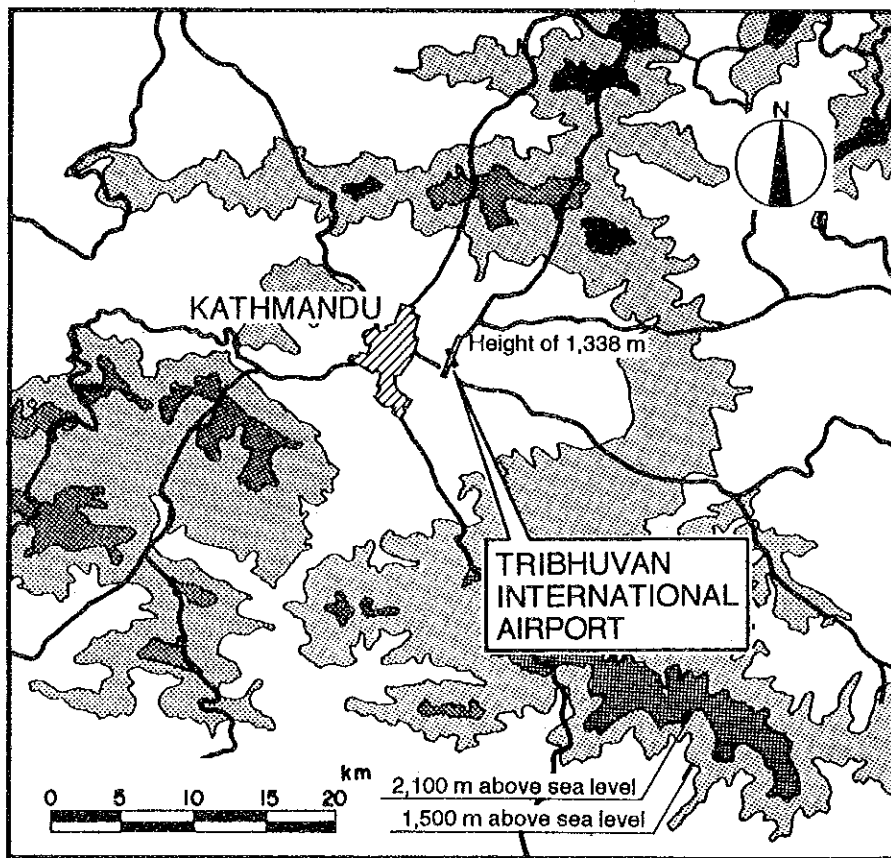 N
KATHMANDU
Height of 1,338 m
TRIBHUVAN
INTERNATIONAL
AIRPORT
km
0 5 10 15 20
2,100 m above sea level
1,500 m above sea level